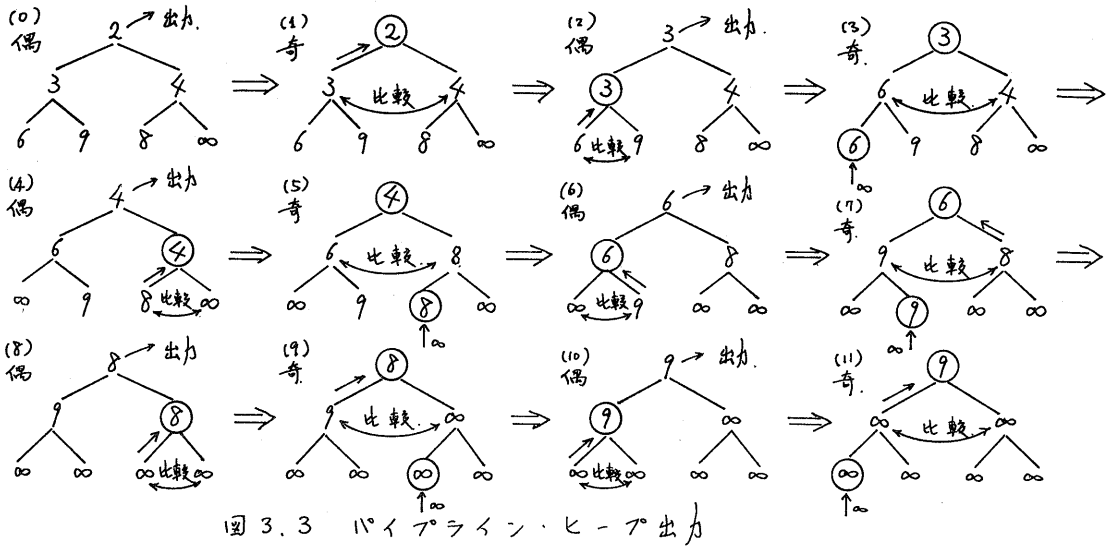 (0) 偶 2 出力.
3 4
6 9 8 ∞
(1) 奇 2
3 比較 4
6 9 8 ∞
(2) 偶 3 出力.
3 4
6 比較 9 8 ∞
(3) 奇. 3
6 比較 4
6 9 8 ∞
∞
(4) 偶 4 出力
6 4
∞ 9 8 比較 ∞
(5) 奇 4
6 比較. 8
∞ 9 8 ∞
∞
(6) 偶 6 出力
6 8
∞ 比較 9 ∞ ∞
(7) 奇. 6
9 比較 8
∞ 9 ∞ ∞
∞
(8) 偶 8 出力
9 8
∞ ∞ ∞ 比較 ∞
(9) 奇. 8
9 比較. ∞
∞ ∞ ∞ ∞
∞
(10) 偶 9 出力.
9 ∞
∞ 比較 ∞ ∞ ∞
(11) 奇. 9
∞ 比較. ∞
∞ ∞ ∞ ∞
∞
図3.3 パイプライン・ヒープ出力